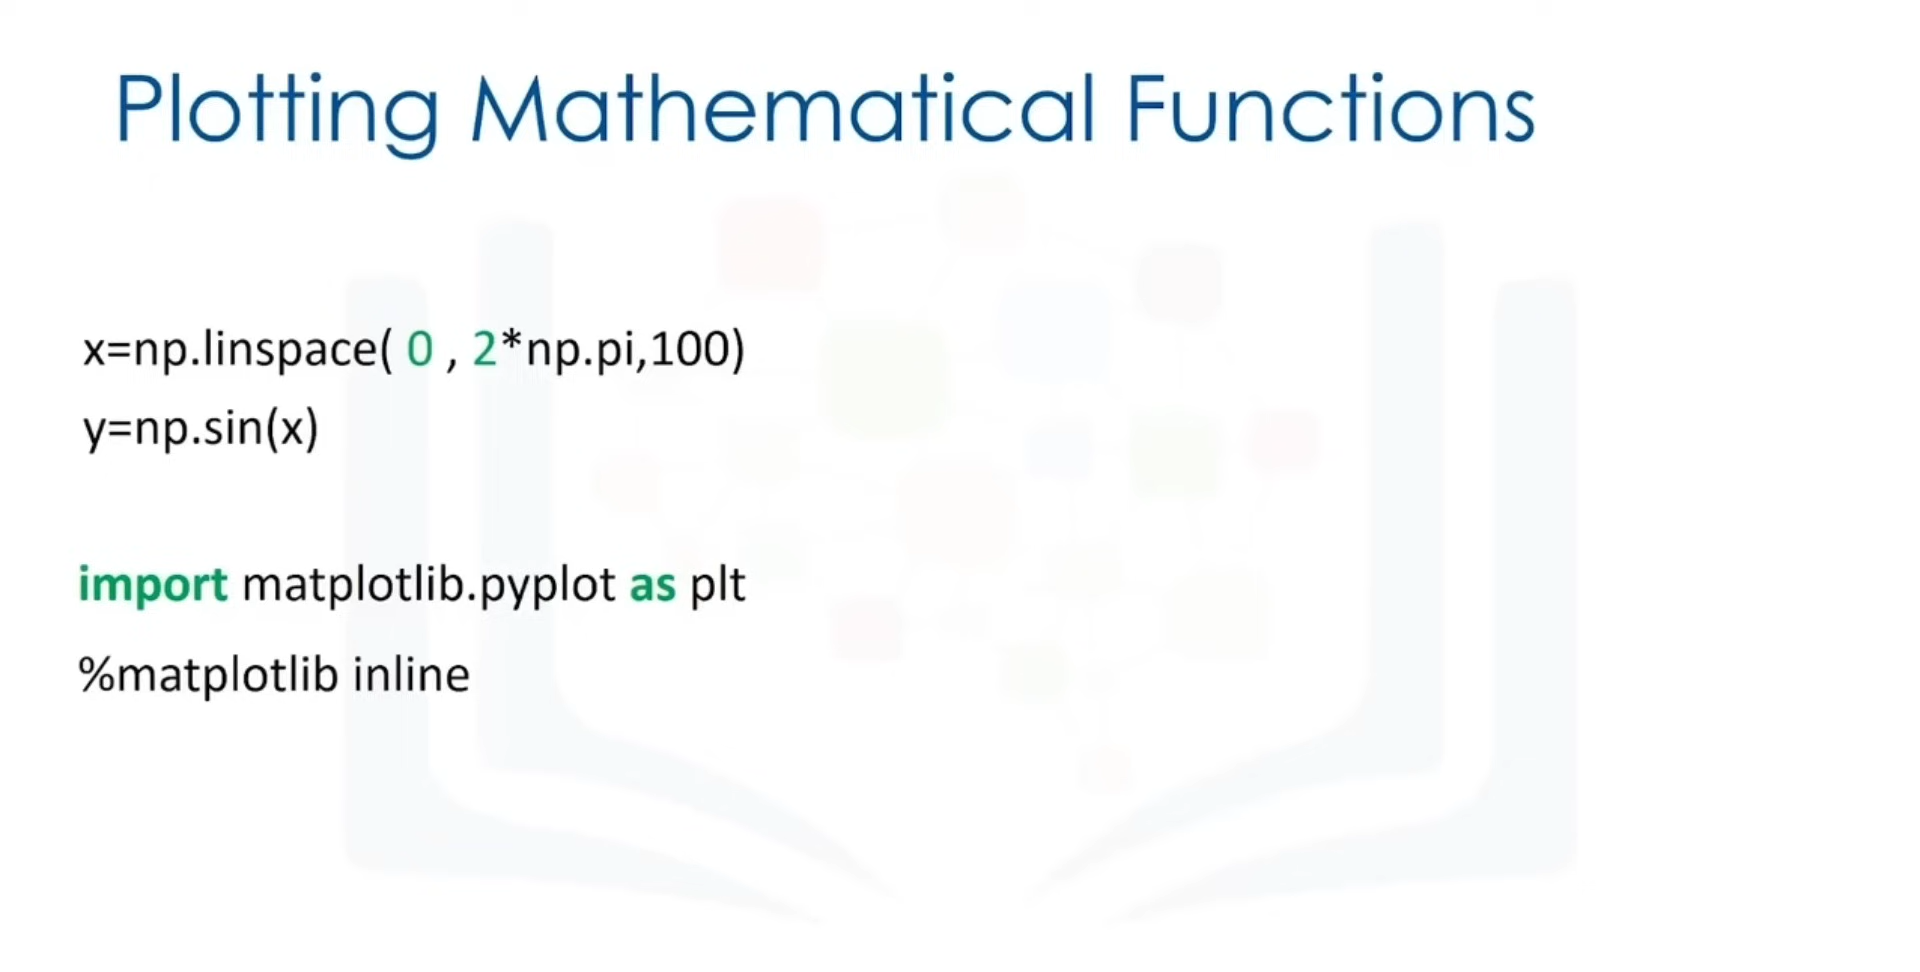 Plotting Mathematical Functions
x=np.linspace( 0 , 2*np.pi,100)
y=np.sin(x)
import matplotlib.pyplot as plt
%matplotlib inline